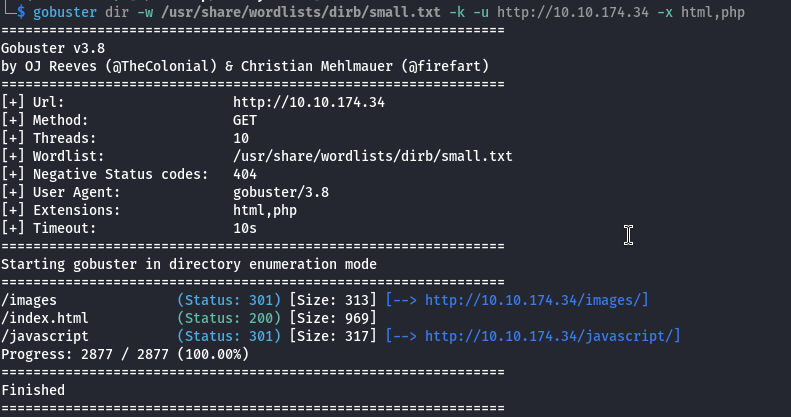 $ gobuster dir -w /usr/share/wordlists/dirb/small.txt -k -u http://10.10.174.34 -x html,php
===============================================================
Gobuster v3.8
by OJ Reeves (@TheColonial) & Christian Mehlmauer (@firefart)
===============================================================
[+] Url:                     http://10.10.174.34
[+] Method:                  GET
[+] Threads:                 10
[+] Wordlist:                /usr/share/wordlists/dirb/small.txt
[+] Negative Status codes:   404
[+] User Agent:              gobuster/3.8
[+] Extensions:              html,php
[+] Timeout:                 10s
===============================================================
Starting gobuster in directory enumeration mode
===============================================================
/images               (Status: 301) [Size: 313] [--> http://10.10.174.34/images/]
/index.html           (Status: 200) [Size: 969]
/javascript           (Status: 301) [Size: 317] [--> http://10.10.174.34/javascript/]
Progress: 2877 / 2877 (100.00%)
===============================================================
Finished
===============================================================